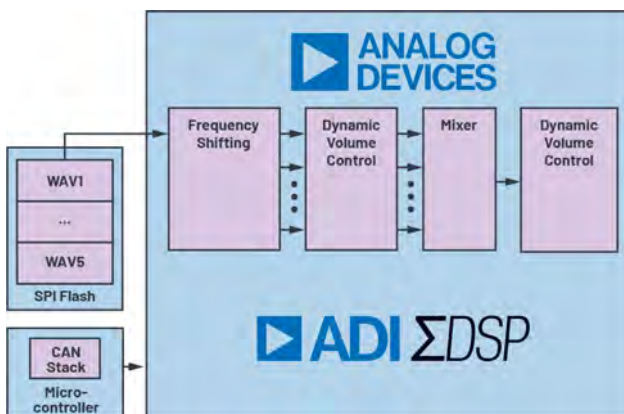 ANALOG
DEVICES
Frequency
Shifting
Dynamic
Volume
Control
Mixer
Dynamic
Volume
Control
WAV1
...
WAV5
SPI Flash
ADI ΣDSP
CAN
Stack
Micro-
controller